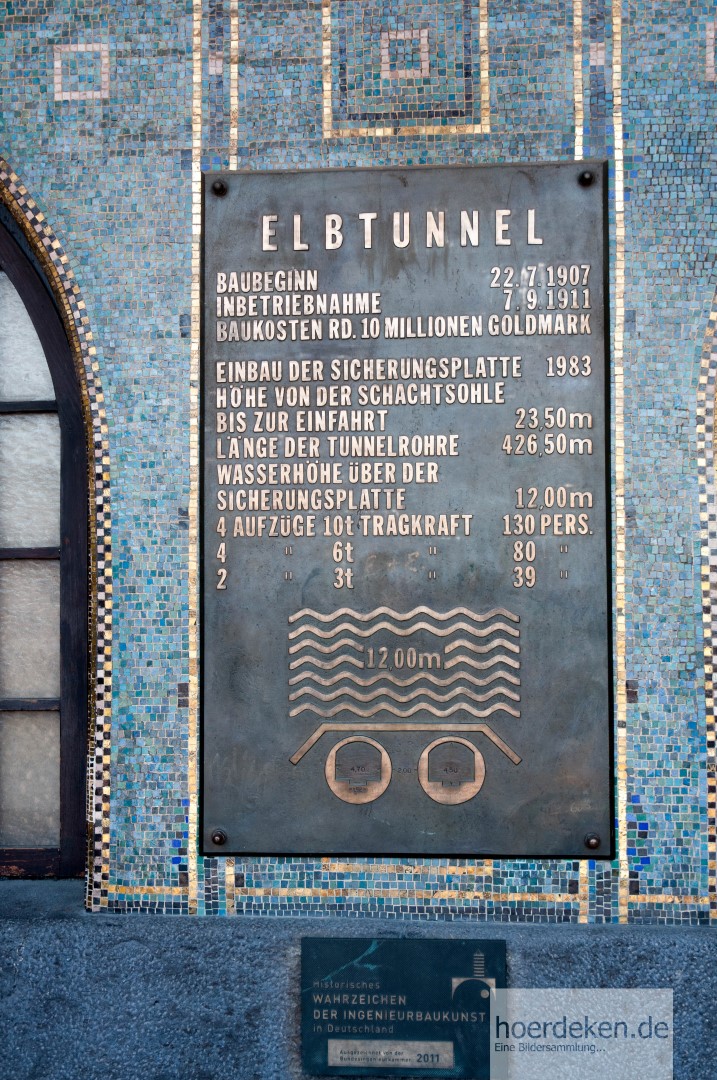 ELBTUNNEL
BAUBEGINN 22.7.1907
INBETRIEBNAHME 7.9.1911
BAUKOSTEN RD. 10 MILLIONEN GOLDMARK
EINBAU DER SICHERUNGSPLATTE 1983
HÖHE VON DER SCHACHTSOHLE
BIS ZUR EINFAHRT 23,50m
LÄNGE DER TUNNELROHRE 426,50m
WASSERHÖHE ÜBER DER
SICHERUNGSPLATTE 12,00m
4 AUFZÜGE 10t TRAGKRAFT 130 PERS.
4 " 6t " 80 "
2 " 3t " 39 "
12,00m
Historisches
WAHRZEICHEN
DER INGENIEURBAUKUNST
in Deutschland
Ausgezeichnet von der
2011
hoerdeken.de
Eine Bildersammlung...